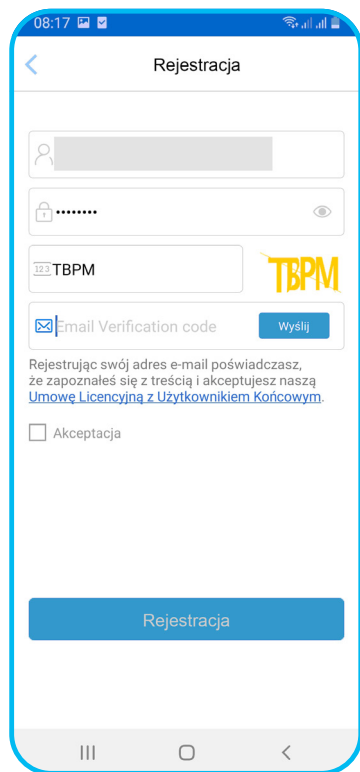 08:17
Rejestracja
••••••••
123 TBPM
TBPM
Email Verification code
Wyślij
Rejestrując swój adres e-mail poświadczasz,
że zapoznałeś się z treścią i akceptujesz naszą
Umowę Licencyjną z Użytkownikiem Końcowym.
Akceptacja
Rejestracja